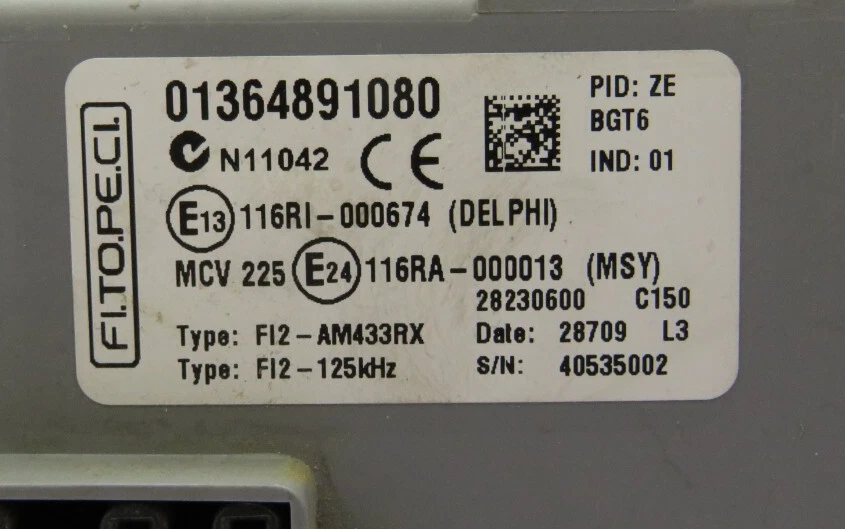 FI.TO.PE.CI.
01364891080
N11042 CE
PID: ZE
BGT6
IND: 01
E13 116RI-000674 (DELPHI)
MCV 225 E24 116RA-000013 (MSY)
28230600 C150
Type: FI2-AM433RX Date: 28709 L3
Type: FI2-125kHz S/N: 40535002